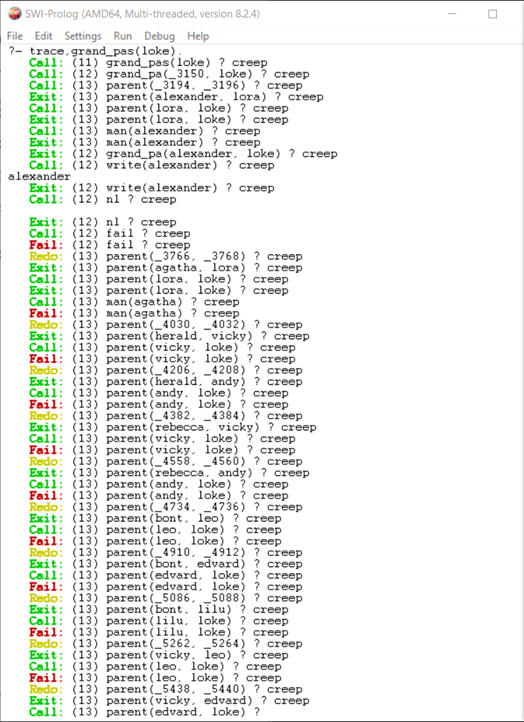 SWI-Prolog (AMD64, Multi-threaded, version 8.2.4)
File Edit Settings Run Debug Help
?- trace,grand_pas(loke).
Call: (11) grand_pas(loke) ? creep
Call: (12) grand_pa(_3150, loke) ? creep
Call: (13) parent(_3194, _3196) ? creep
Exit: (13) parent(alexander, lora) ? creep
Call: (13) parent(lora, loke) ? creep
Exit: (13) parent(lora, loke) ? creep
Call: (13) man(alexander) ? creep
Exit: (13) man(alexander) ? creep
Exit: (12) grand_pa(alexander, loke) ? creep
Call: (12) write(alexander) ? creep
alexander
Exit: (12) write(alexander) ? creep
Call: (12) nl ? creep
Exit: (12) nl ? creep
Call: (12) fail ? creep
Fail: (12) fail ? creep
Redo: (13) parent(_3766, _3768) ? creep
Exit: (13) parent(agatha, lora) ? creep
Call: (13) parent(lora, loke) ? creep
Exit: (13) parent(lora, loke) ? creep
Call: (13) man(agatha) ? creep
Fail: (13) man(agatha) ? creep
Redo: (13) parent(_4030, _4032) ? creep
Exit: (13) parent(herald, vicky) ? creep
Call: (13) parent(vicky, loke) ? creep
Fail: (13) parent(vicky, loke) ? creep
Redo: (13) parent(_4206, _4208) ? creep
Exit: (13) parent(herald, andy) ? creep
Call: (13) parent(andy, loke) ? creep
Fail: (13) parent(andy, loke) ? creep
Redo: (13) parent(_4382, _4384) ? creep
Exit: (13) parent(rebecca, vicky) ? creep
Call: (13) parent(vicky, loke) ? creep
Fail: (13) parent(vicky, loke) ? creep
Redo: (13) parent(_4558, _4560) ? creep
Exit: (13) parent(rebecca, andy) ? creep
Call: (13) parent(andy, loke) ? creep
Fail: (13) parent(andy, loke) ? creep
Redo: (13) parent(_4734, _4736) ? creep
Exit: (13) parent(bont, leo) ? creep
Call: (13) parent(leo, loke) ? creep
Fail: (13) parent(leo, loke) ? creep
Redo: (13) parent(_4910, _4912) ? creep
Exit: (13) parent(bont, edvard) ? creep
Call: (13) parent(edvard, loke) ? creep
Fail: (13) parent(edvard, loke) ? creep
Redo: (13) parent(_5086, _5088) ? creep
Exit: (13) parent(bont, lilu) ? creep
Call: (13) parent(lilu, loke) ? creep
Fail: (13) parent(lilu, loke) ? creep
Redo: (13) parent(_5262, _5264) ? creep
Exit: (13) parent(vicky, leo) ? creep
Call: (13) parent(leo, loke) ? creep
Fail: (13) parent(leo, loke) ? creep
Redo: (13) parent(_5438, _5440) ? creep
Exit: (13) parent(vicky, edvard) ? creep
Call: (13) parent(edvard, loke) ?